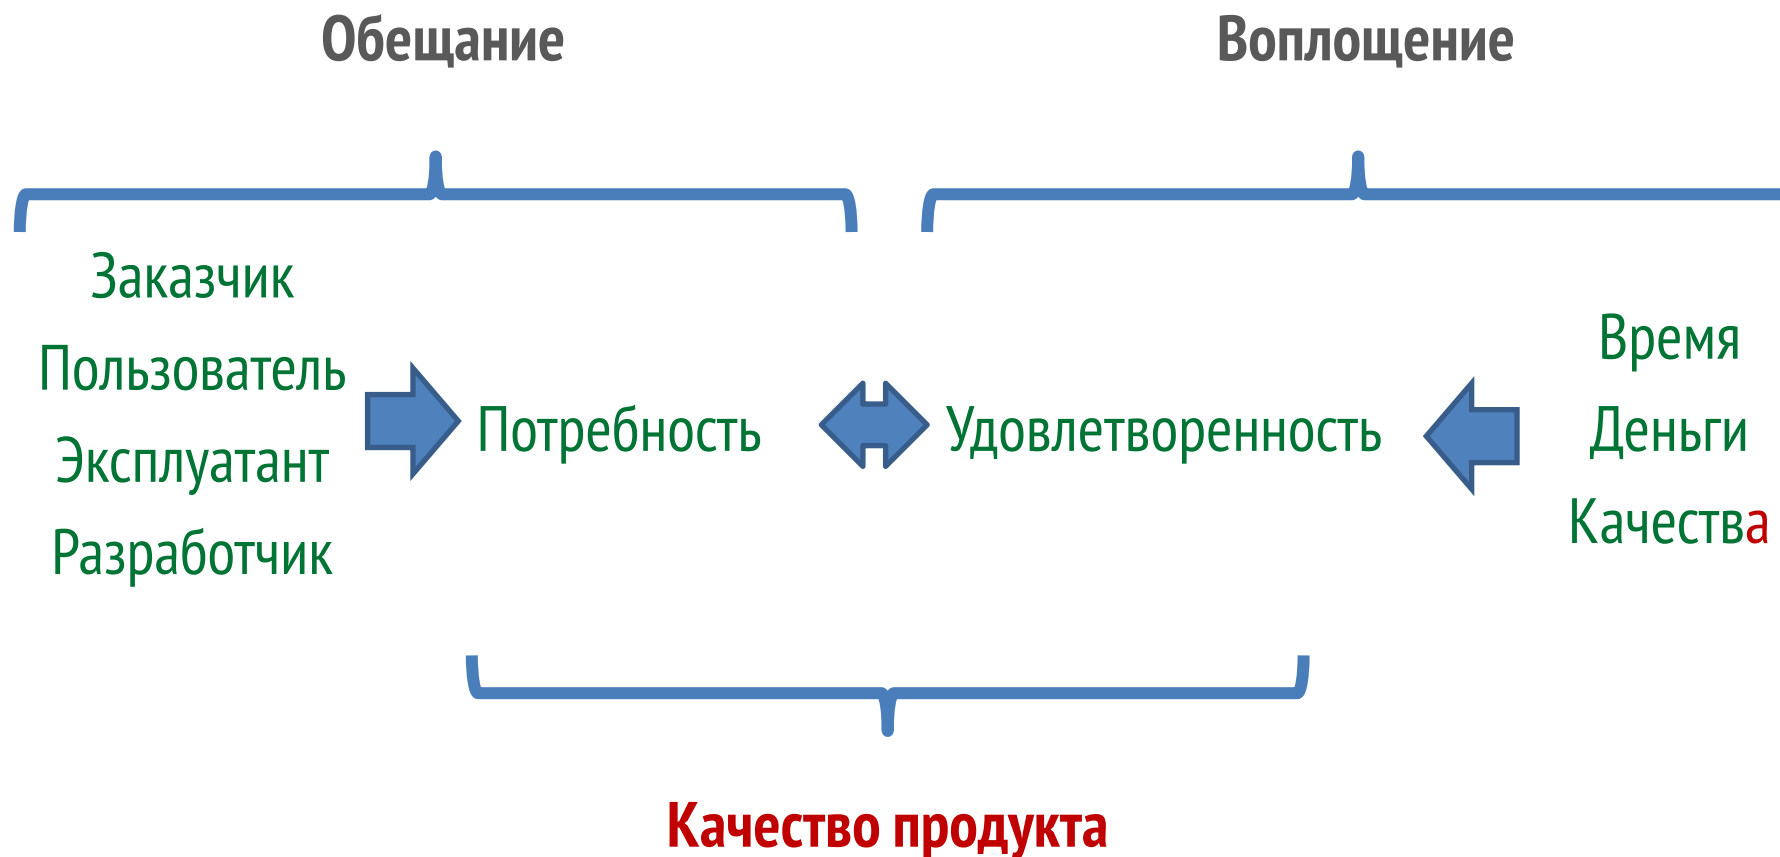 Обещание
Воплощение
Заказчик
Пользователь
Эксплуатант
Разработчик
Потребность
Удовлетворенность
Время
Деньги
Качества
Качество продукта